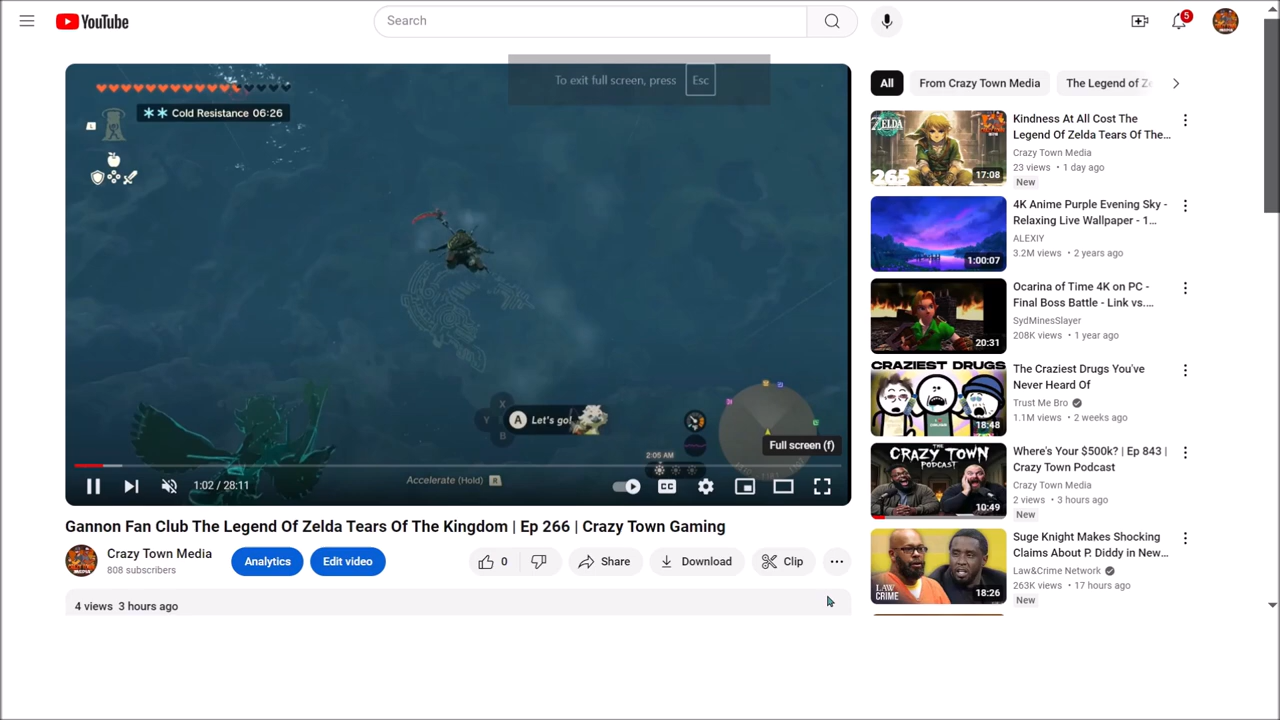 YouTube
Search
5
To exit full screen, press Esc
Cold Resistance 06:26
L
X
Y
A Let's go!
B
Full screen (f)
2:05 AM
1:02 / 28:11
CC
Accelerate (Hold) R
Gannon Fan Club The Legend Of Zelda Tears Of The Kingdom | Ep 266 | Crazy Town Gaming
Crazy Town Media
808 subscribers
Analytics
Edit video
0
Share
Download
Clip
4 views 3 hours ago
All
From Crazy Town Media
The Legend of Ze
ZELDA
265
17:08
Kindness At All Cost The
Legend Of Zelda Tears Of The...
Crazy Town Media
23 views • 1 day ago
New
1:00:07
4K Anime Purple Evening Sky -
Relaxing Live Wallpaper - 1...
ALEXIY
3.2M views • 2 years ago
20:31
Ocarina of Time 4K on PC -
Final Boss Battle - Link vs....
SydMinesSlayer
208K views • 1 year ago
CRAZIEST DRUGS
18:48
The Craziest Drugs You've
Never Heard Of
Trust Me Bro
1.1M views • 2 weeks ago
THE
CRAZY TOWN
PODCAST
10:49
Where's Your $500k? | Ep 843 |
Crazy Town Podcast
Crazy Town Media
2 views • 3 hours ago
New
LAW&
CRIME
18:26
Suge Knight Makes Shocking
Claims About P. Diddy in New...
Law&Crime Network
263K views • 17 hours ago
New